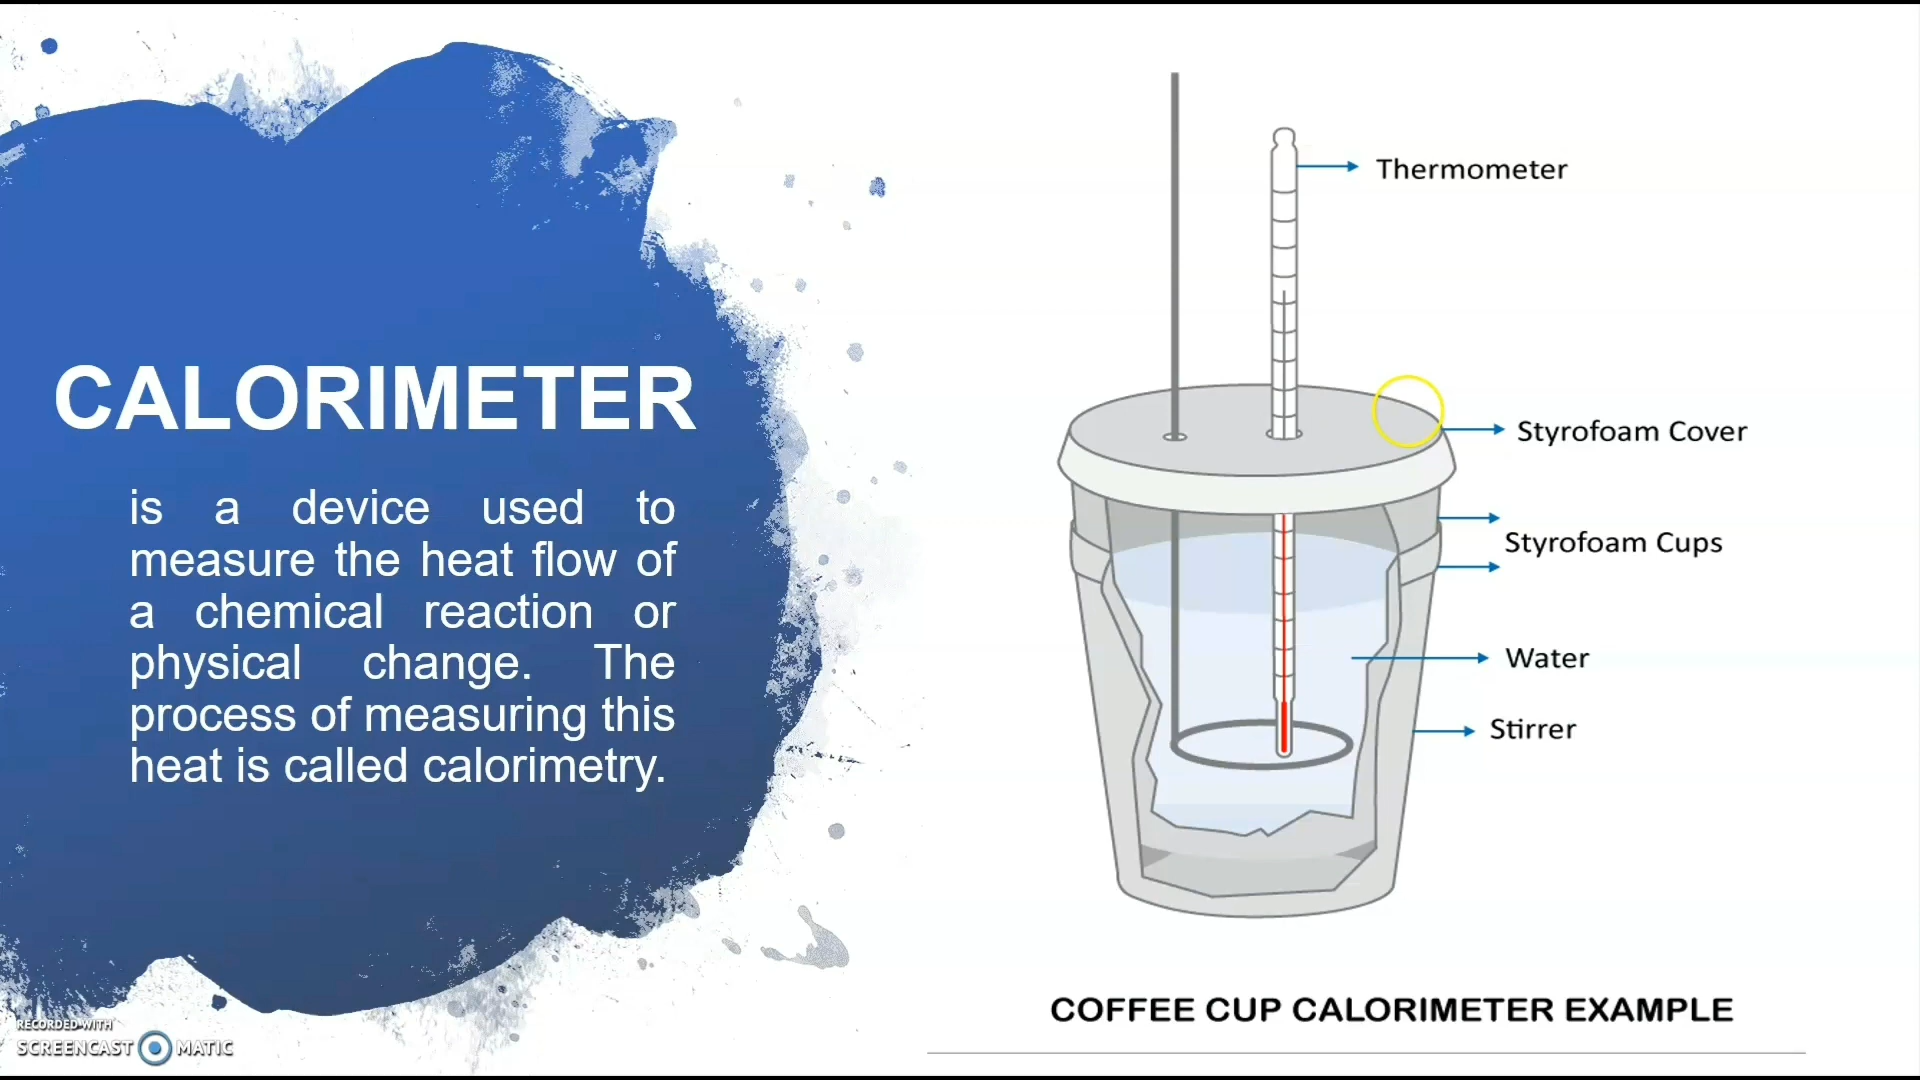 CALORIMETER
is a device used to
measure the heat flow of
a chemical reaction or
physical change. The
process of measuring this
heat is called calorimetry.
Thermometer
Styrofoam Cover
Styrofoam Cups
Water
Stirrer
COFFEE CUP CALORIMETER EXAMPLE
RECORDED WITH
SCREENCAST MATIC